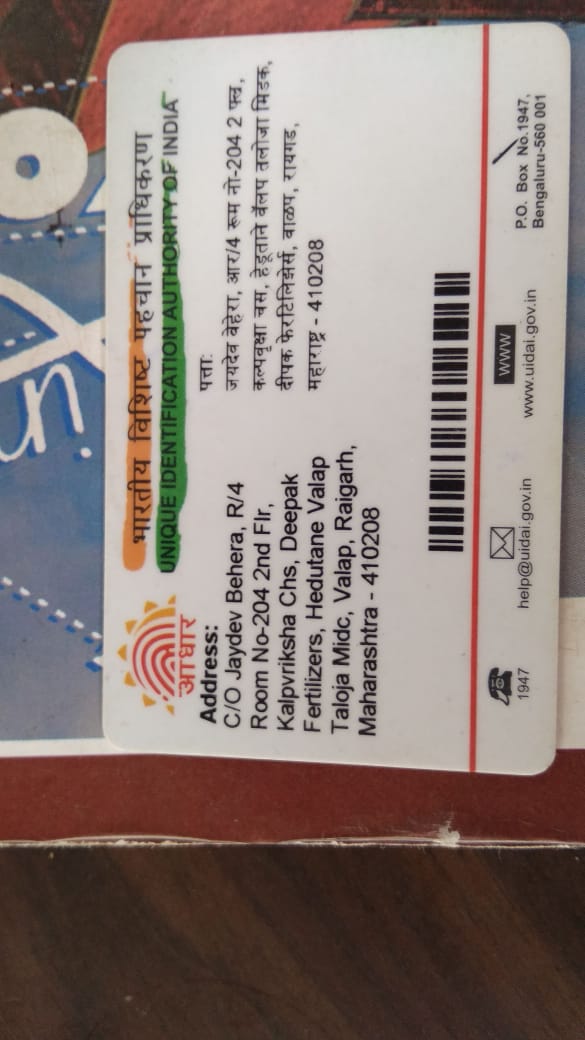 भारतीय विशिष्ट पहचान प्राधिकरण
UNIQUE IDENTIFICATION AUTHORITY OF INDIA
आधार
Address:
C/O Jaydev Behera, R/4
Room No-204 2nd Flr,
Kalpvriksha Chs, Deepak
Fertilizers, Hedutane Valap
Taloja Midc, Valap, Raigarh,
Maharashtra - 410208
पत्ता:
जयदेव बेहेरा, आर/4 रूम नो-204 2 फ्ल,
कल्पवृक्षा चस, हेडूताने वॅलप तलोजा मिडक,
दीपक फेरटिलिझेर्स, वाळप, रायगड,
महाराष्ट्र - 410208
1947
help@uidai.gov.in
www
www.uidai.gov.in
P.O. Box No.1947,
Bengaluru-560 001